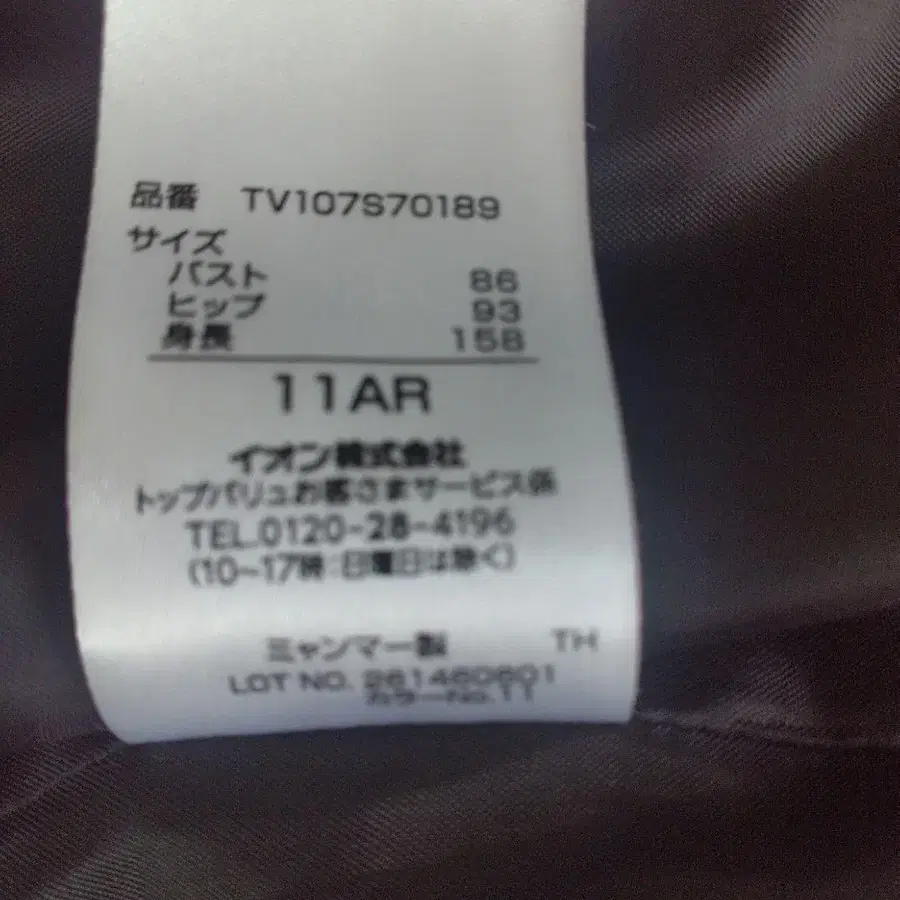 品番 TV107S70189
サイズ
バスト 86
ヒップ 93
身長 158
11AR
イオン株式会社
トップバリュお客さまサービス係
TEL.0120-28-4196
(10~17時:日曜日は除く)
ミャンマー製 TH
LOT NO. 261460601
カラーNo.11